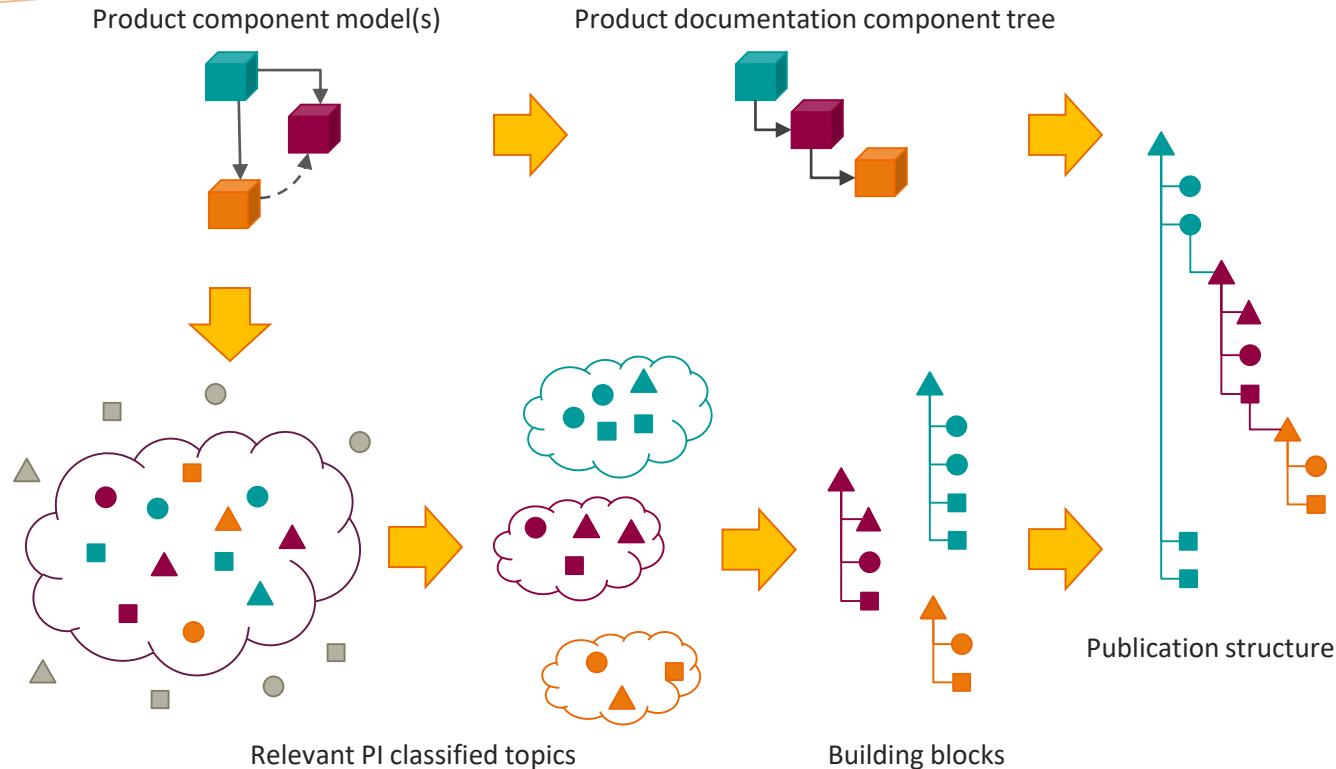 Product component model(s)
Product documentation component tree
Publication structure
Relevant PI classified topics
Building blocks